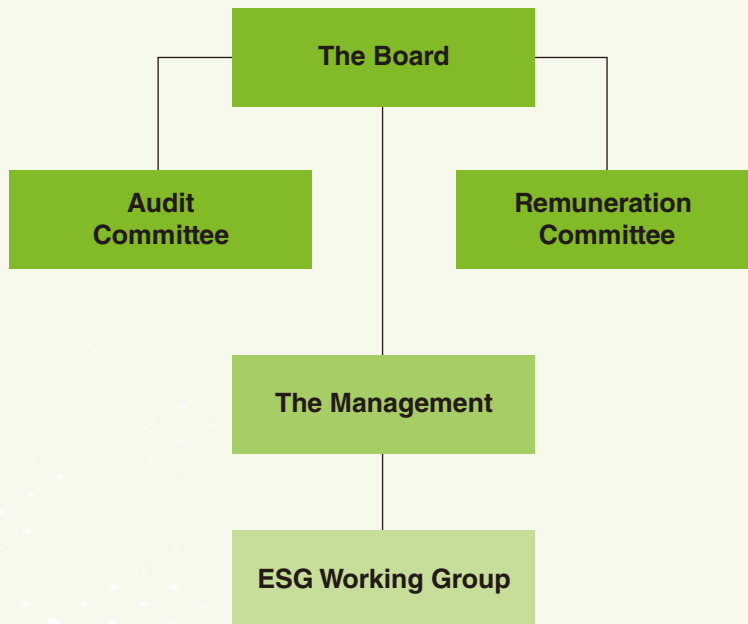 The Board
Audit
Committee
Remuneration
Committee
The Management
ESG Working Group